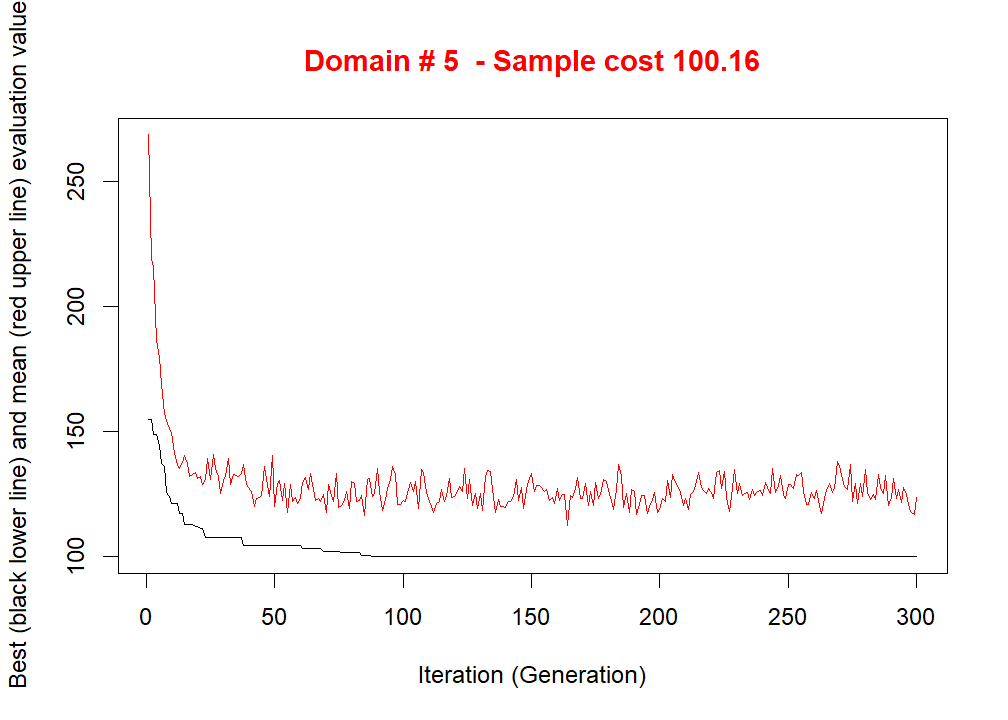 Domain # 5  - Sample cost 100.16
Best (black lower line) and mean (red upper line) evaluation value
250
200
150
100
0 50 100 150 200 250 300
Iteration (Generation)